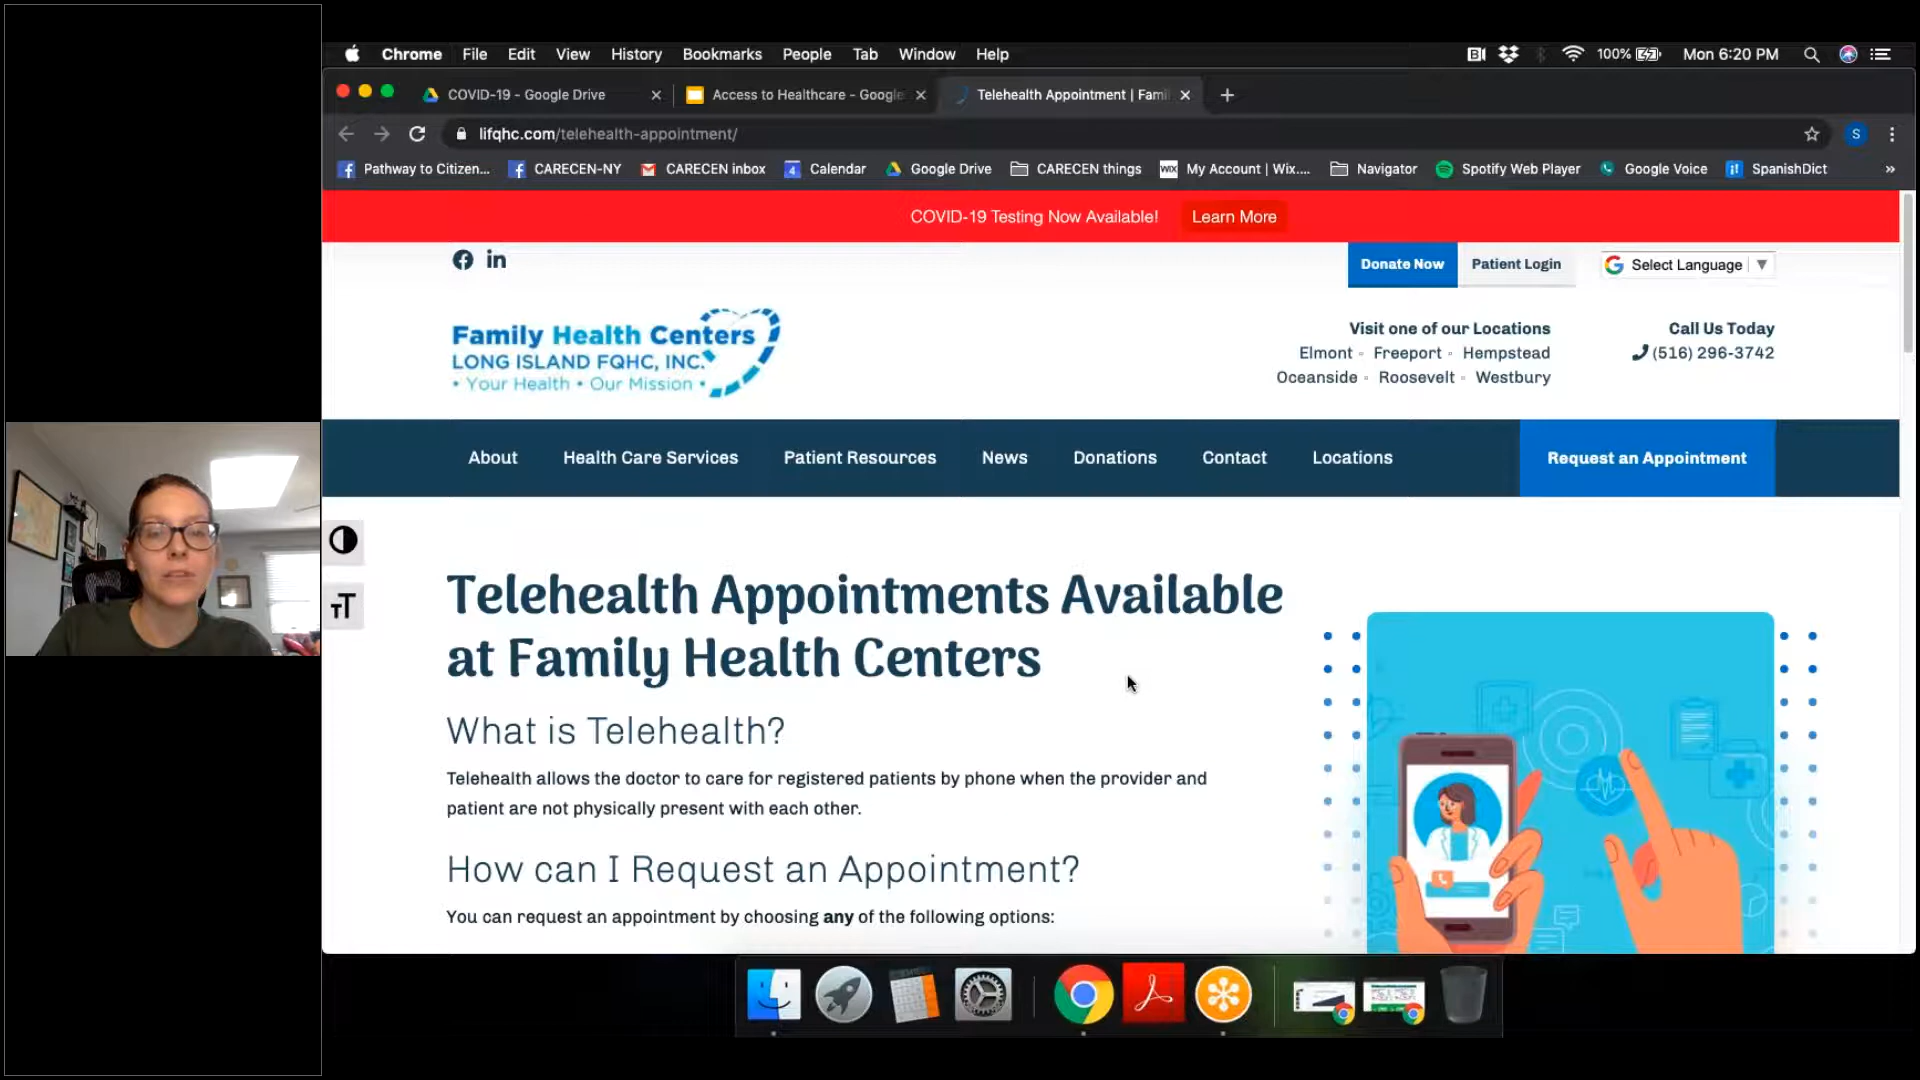 Chrome File Edit View History Bookmarks People Tab Window Help
100% Mon 6:20 PM
COVID-19 - Google Drive
Access to Healthcare - Google
Telehealth Appointment | Fami
lifqhc.com/telehealth-appointment/
S
Pathway to Citizen... CARECEN-NY CARECEN inbox 4 Calendar Google Drive CARECEN things WIX My Account | Wix.... Navigator Spotify Web Player Google Voice SpanishDict »
COVID-19 Testing Now Available! Learn More
Donate Now Patient Login Select Language
Family Health Centers
LONG ISLAND FQHC, INC.
• Your Health • Our Mission •
Visit one of our Locations
Elmont Freeport Hempstead
Oceanside Roosevelt Westbury
Call Us Today
(516) 296-3742
About Health Care Services Patient Resources News Donations Contact Locations Request an Appointment
Telehealth Appointments Available
at Family Health Centers
What is Telehealth?
Telehealth allows the doctor to care for registered patients by phone when the provider and
patient are not physically present with each other.
How can I Request an Appointment?
You can request an appointment by choosing any of the following options: